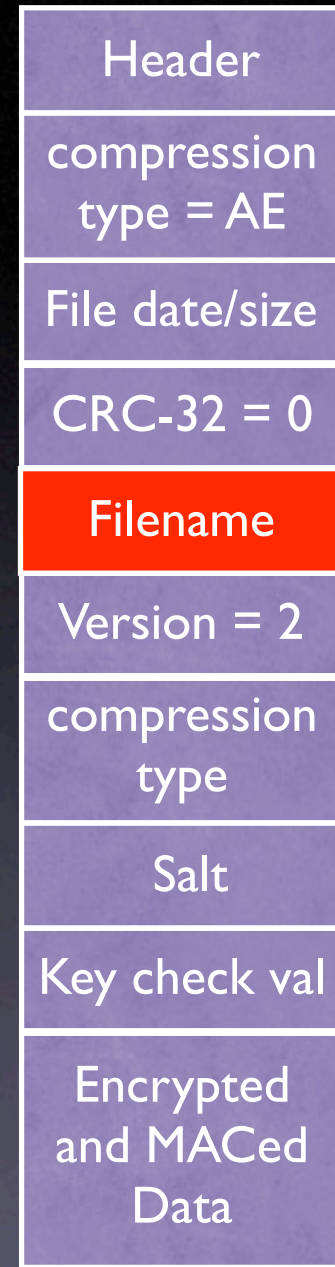 Header
compression
type = AE
File date/size
CRC-32 = 0
Filename
Version = 2
compression
type
Salt
Key check val
Encrypted
and MACed
Data